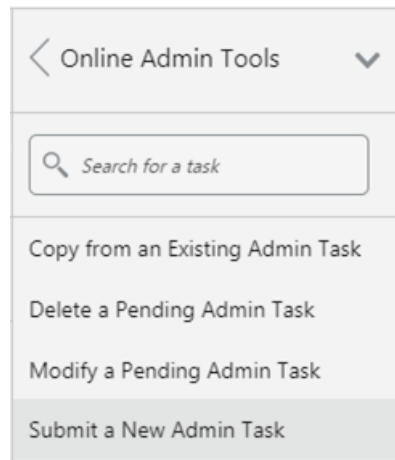 Online Admin Tools
Search for a task
Copy from an Existing Admin Task
Delete a Pending Admin Task
Modify a Pending Admin Task
Submit a New Admin Task